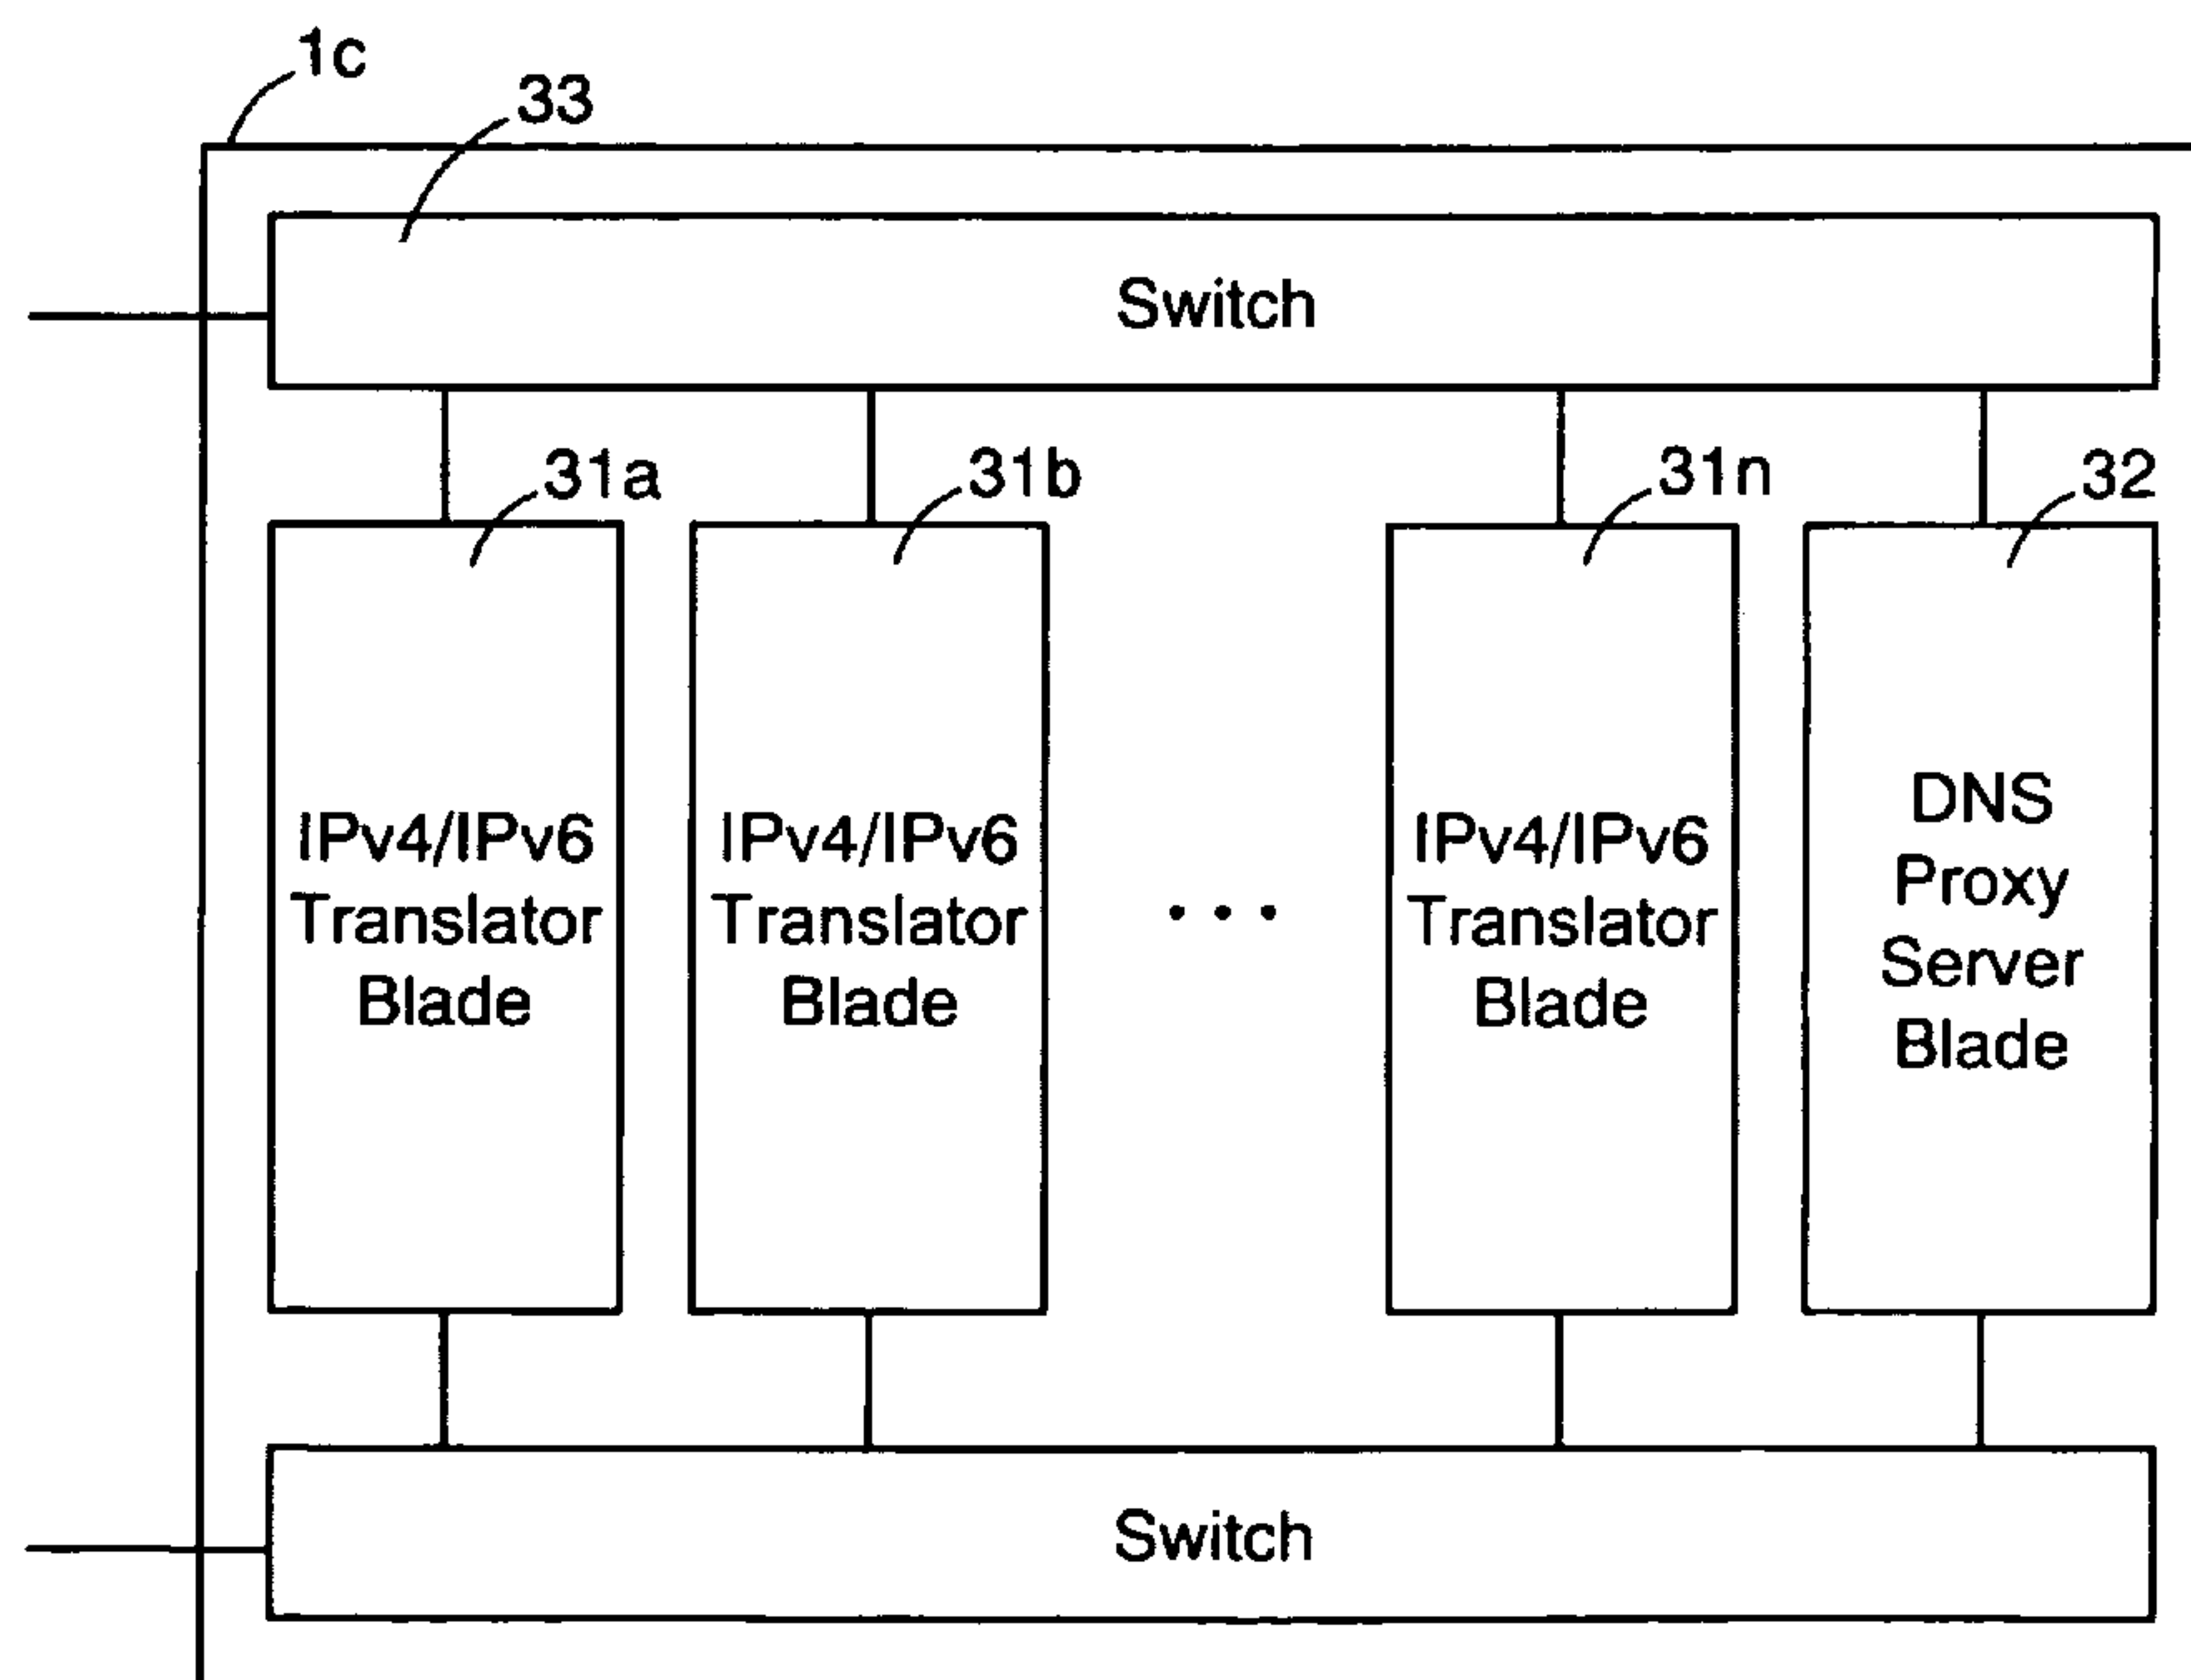 1c
33
Switch
31a
31b
31n
32
IPv4/IPv6
Translator
Blade
IPv4/IPv6
Translator
Blade
• • •
IPv4/IPv6
Translator
Blade
DNS
Proxy
Server
Blade
Switch